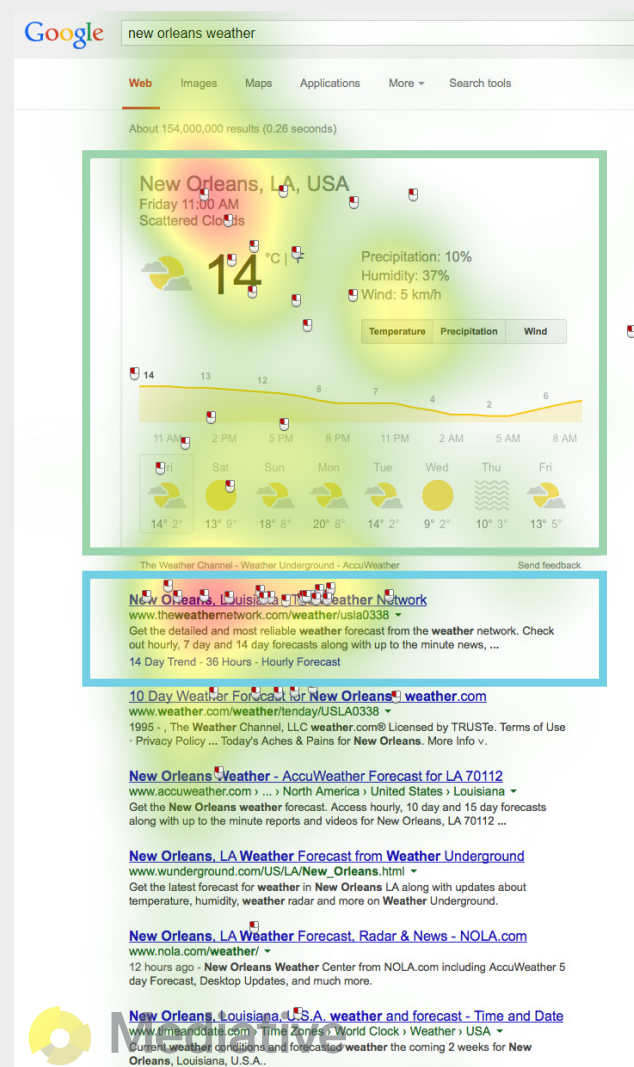 Google
new orleans weather
Web Images Maps Applications More Search tools
About 154,000,000 results (0.26 seconds)
New Orleans, LA, USA
Friday 11:00 AM
Scattered Clouds
14 °C | °F
Precipitation: 10%
Humidity: 37%
Wind: 5 km/h
Temperature Precipitation Wind
14 13 12 8 7 4 2 6
11 AM 2 PM 5 PM 8 PM 11 PM 2 AM 5 AM 8 AM
Fri Sat Sun Mon Tue Wed Thu Fri
14° 2° 13° 9° 18° 8° 20° 8° 14° 2° 9° 2° 10° 3° 13° 5°
The Weather Channel - Weather Underground - AccuWeather Send feedback
New Orleans, Louisiana Weather Network
www.theweathernetwork.com/weather/usla0338
Get the detailed and most reliable weather forecast from the weather network. Check
out hourly, 7 day and 14 day forecasts along with up to the minute news, ...
14 Day Trend - 36 Hours - Hourly Forecast
10 Day Weather Forecast for New Orleans weather.com
www.weather.com/weather/tenday/USLA0338
1995 - , The Weather Channel, LLC weather.com® Licensed by TRUSTe. Terms of Use
· Privacy Policy ... Today's Aches & Pains for New Orleans. More Info v.
New Orleans Weather - AccuWeather Forecast for LA 70112
www.accuweather.com › ... › North America › United States › Louisiana
Get the New Orleans weather forecast. Access hourly, 10 day and 15 day forecasts
along with up to the minute reports and videos for New Orleans, LA 70112 ...
New Orleans, LA Weather Forecast from Weather Underground
www.wunderground.com/US/LA/New_Orleans.html
Get the latest forecast for weather in New Orleans LA along with updates about
temperature, humidity, weather radar and more on Weather Underground.
New Orleans, LA Weather Forecast, Radar & News - NOLA.com
www.nola.com/weather/
12 hours ago - New Orleans Weather Center from NOLA.com including AccuWeather 5
day Forecast, Desktop Updates, and much more.
New Orleans, Louisiana, U.S.A. weather and forecast - Time and Date
www.timeanddate.com › Time Zones › World Clock › Weather › USA
Current weather conditions and forecasted weather the coming 2 weeks for New
Orleans, Louisiana, U.S.A..
Mediative